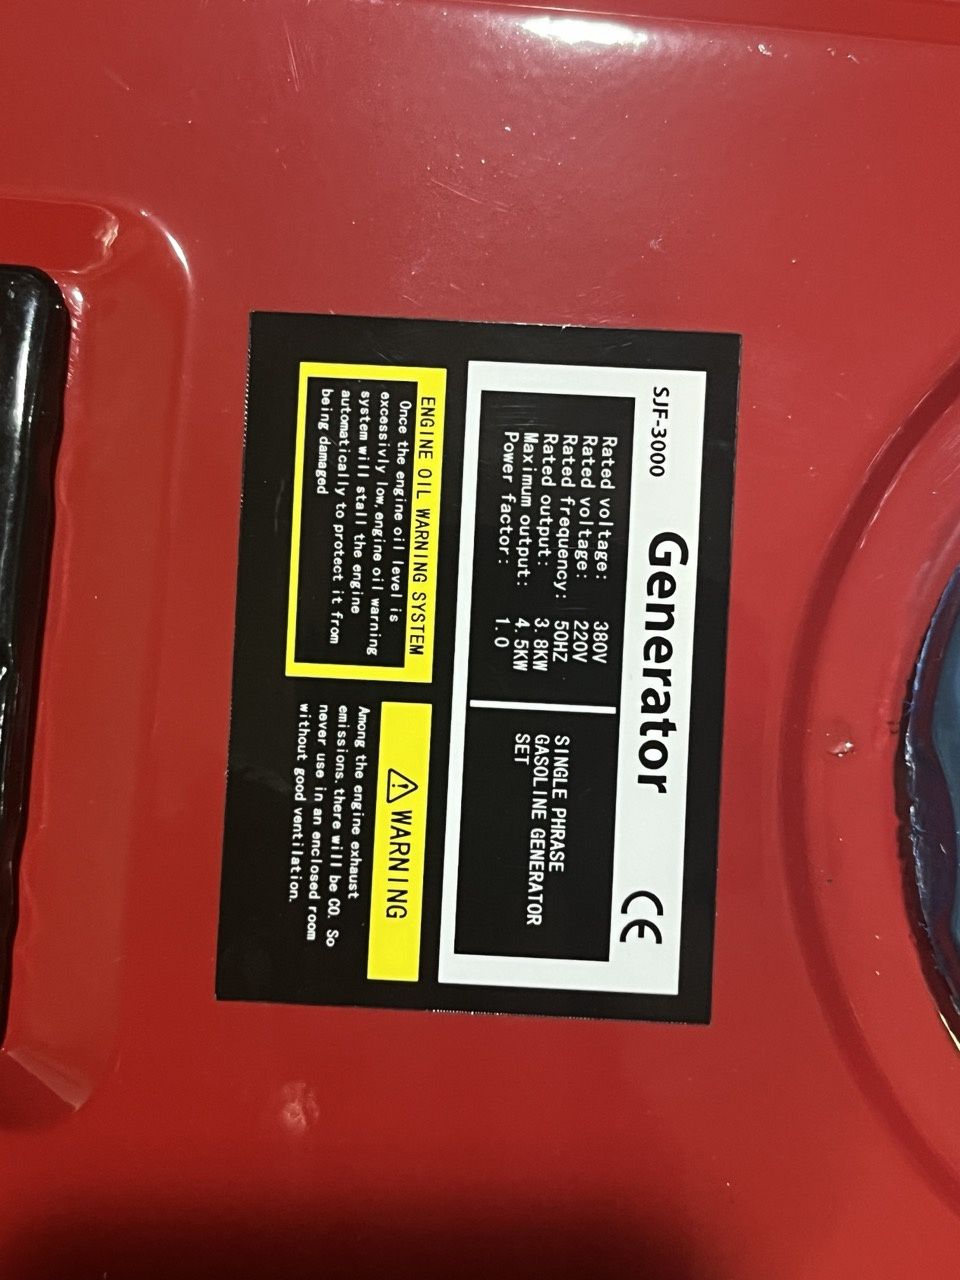 SJF-3000 Generator CE
Rated voltage: 380V
Rated voltage: 220V
Rated frequency: 50HZ
Rated output: 3.8KW
Maximum output: 4.5KW
Power factor: 1.0
SINGLE PHRASE
GASOLINE GENERATOR
SET
ENGINE OIL WARNING SYSTEM
Once the engine oil level is
excessivly low, engine oil warning
system will stall the engine
automatically to protect it from
being damaged
WARNING
Among the engine exhaust
emissions, there will be CO. So
never use in an enclosed room
without good ventilation.